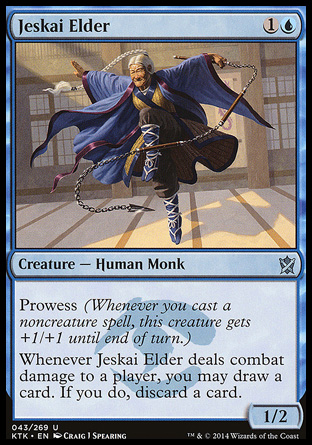 Jeskai Elder 1
Creature — Human Monk
Prowess (Whenever you cast a
noncreature spell, this creature gets
+1/+1 until end of turn.)
Whenever Jeskai Elder deals combat
damage to a player, you may draw a
card. If you do, discard a card.
1/2
043/269 U
KTK • EN Craig J Spearing
™ & © 2014 Wizards of the Coast